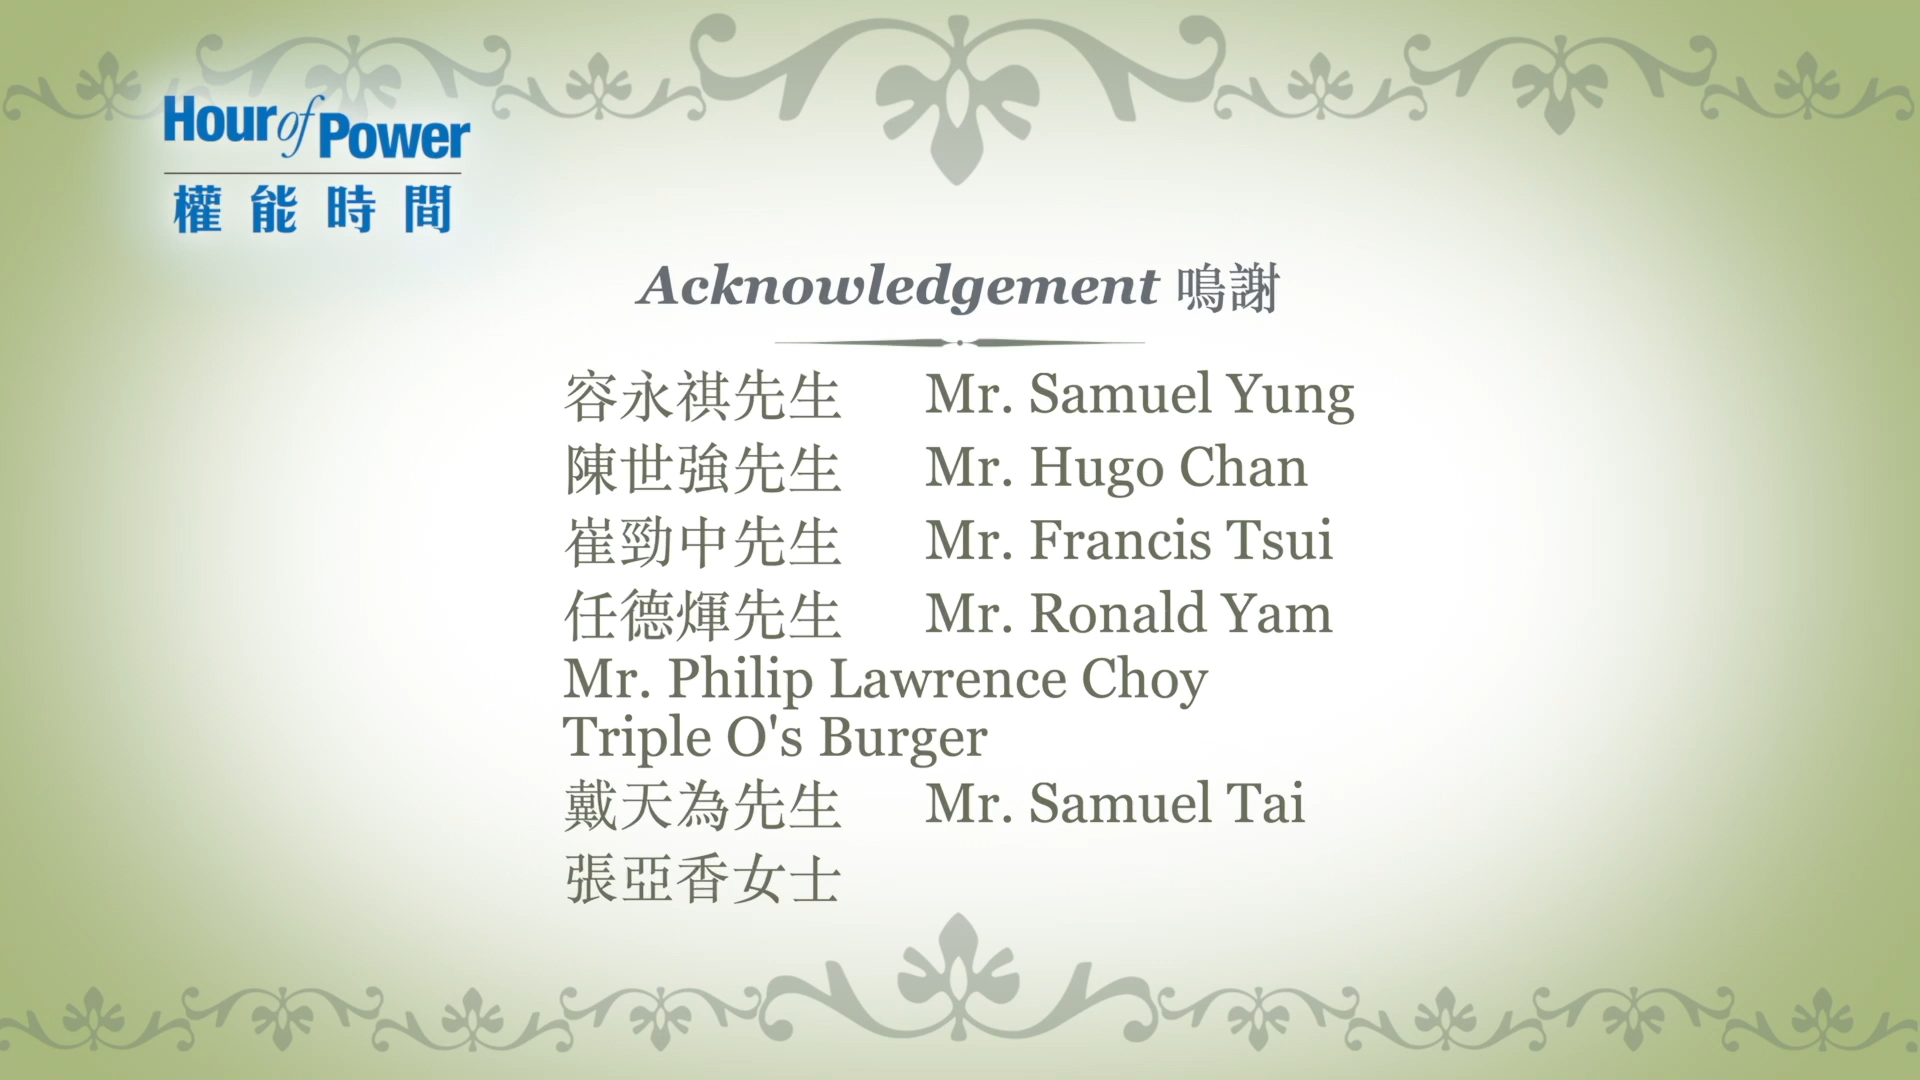 Hour of Power
權能時間
Acknowledgement 鳴謝
容永祺先生 Mr. Samuel Yung
陳世強先生 Mr. Hugo Chan
崔勁中先生 Mr. Francis Tsui
任德煇先生 Mr. Ronald Yam
Mr. Philip Lawrence Choy
Triple O's Burger
戴天為先生 Mr. Samuel Tai
張亞香女士